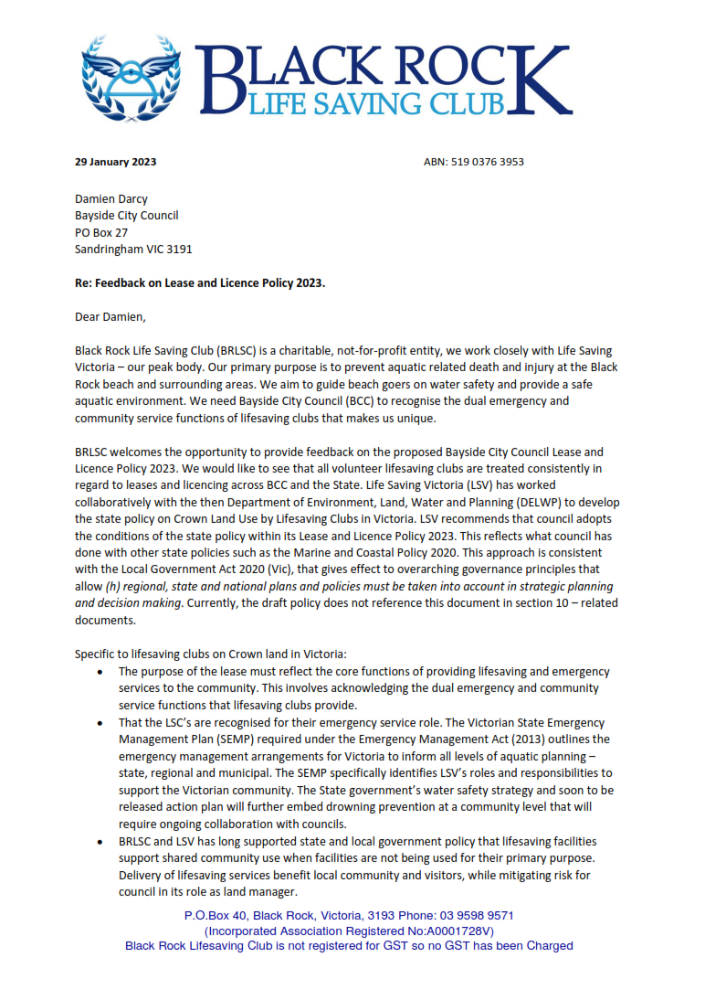 BLACK ROCK
LIFE SAVING CLUB
29 January 2023 ABN: 519 0376 3953
Damien Darcy
Bayside City Council
PO Box 27
Sandringham VIC 3191
Re: Feedback on Lease and Licence Policy 2023.
Dear Damien,
Black Rock Life Saving Club (BRLSC) is a charitable, not-for-profit entity, we work closely with Life Saving
Victoria – our peak body. Our primary purpose is to prevent aquatic related death and injury at the Black
Rock beach and surrounding areas. We aim to guide beach goers on water safety and provide a safe
aquatic environment. We need Bayside City Council (BCC) to recognise the dual emergency and
community service functions of lifesaving clubs that makes us unique.
BRLSC welcomes the opportunity to provide feedback on the proposed Bayside City Council Lease and
Licence Policy 2023. We would like to see that all volunteer lifesaving clubs are treated consistently in
regard to leases and licencing across BCC and the State. Life Saving Victoria (LSV) has worked
collaboratively with the then Department of Environment, Land, Water and Planning (DELWP) to develop
the state policy on Crown Land Use by Lifesaving Clubs in Victoria. LSV recommends that council adopts
the conditions of the state policy within its Lease and Licence Policy 2023. This reflects what council has
done with other state policies such as the Marine and Coastal Policy 2020. This approach is consistent
with the Local Government Act 2020 (Vic), that gives effect to overarching governance principles that
allow (h) regional, state and national plans and policies must be taken into account in strategic planning
and decision making. Currently, the draft policy does not reference this document in section 10 – related
documents.
Specific to lifesaving clubs on Crown land in Victoria:
• The purpose of the lease must reflect the core functions of providing lifesaving and emergency
services to the community. This involves acknowledging the dual emergency and community
service functions that lifesaving clubs provide.
• That the LSC's are recognised for their emergency service role. The Victorian State Emergency
Management Plan (SEMP) required under the Emergency Management Act (2013) outlines the
emergency management arrangements for Victoria to inform all levels of aquatic planning –
state, regional and municipal. The SEMP specifically identifies LSV's roles and responsibilities to
support the Victorian community. The State government's water safety strategy and soon to be
released action plan will further embed drowning prevention at a community level that will
require ongoing collaboration with councils.
• BRLSC and LSV has long supported state and local government policy that lifesaving facilities
support shared community use when facilities are not being used for their primary purpose.
Delivery of lifesaving services benefit local community and visitors, while mitigating risk for
council in its role as land manager.
P.O.Box 40, Black Rock, Victoria, 3193 Phone: 03 9598 9571
(Incorporated Association Registered No:A0001728V)
Black Rock Lifesaving Club is not registered for GST so no GST has been Charged